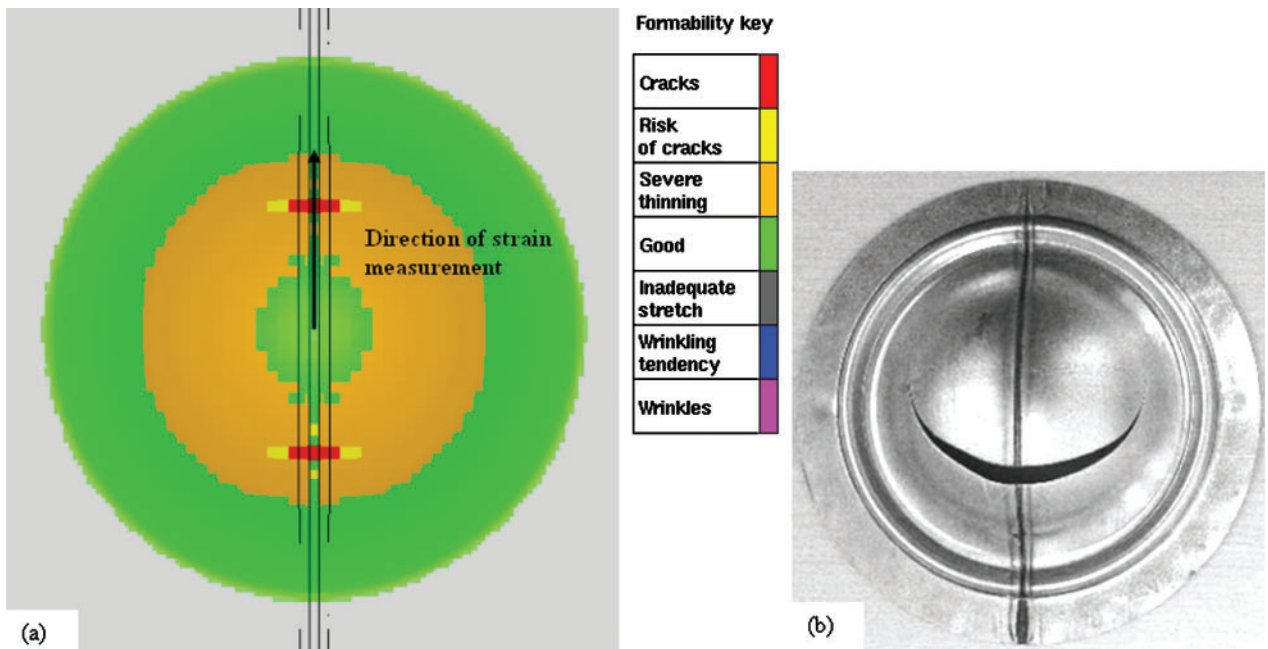 Formability key
Cracks
Risk
of cracks
Severe
thinning
Good
Inadequate
stretch
Wrinkling
tendency
Wrinkles
Direction of strain
measurement
(a)
(b)